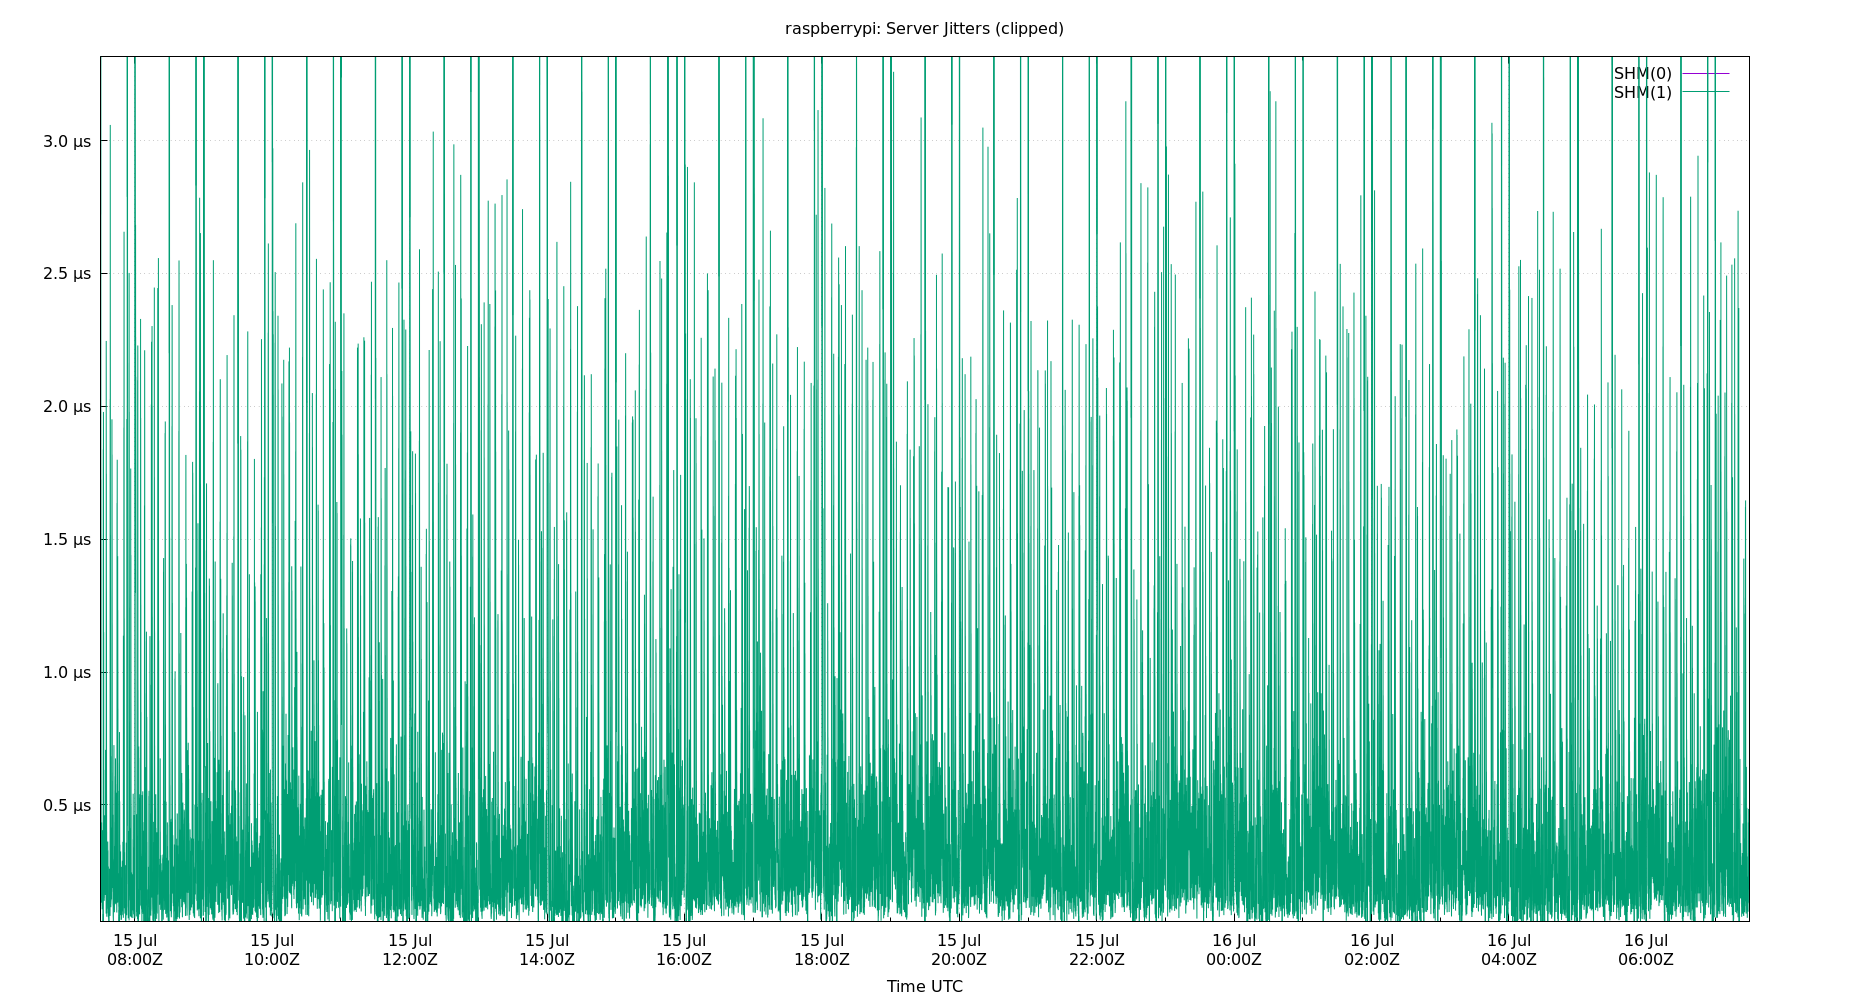 raspberrypi: Server Jitters (clipped)
SHM(0)
SHM(1)
3.0 µs
2.5 µs
2.0 µs
1.5 µs
1.0 µs
0.5 µs
15 Jul 15 Jul 15 Jul 15 Jul 15 Jul 15 Jul 15 Jul 15 Jul 16 Jul 16 Jul 16 Jul 16 Jul
08:00Z 10:00Z 12:00Z 14:00Z 16:00Z 18:00Z 20:00Z 22:00Z 00:00Z 02:00Z 04:00Z 06:00Z
Time UTC